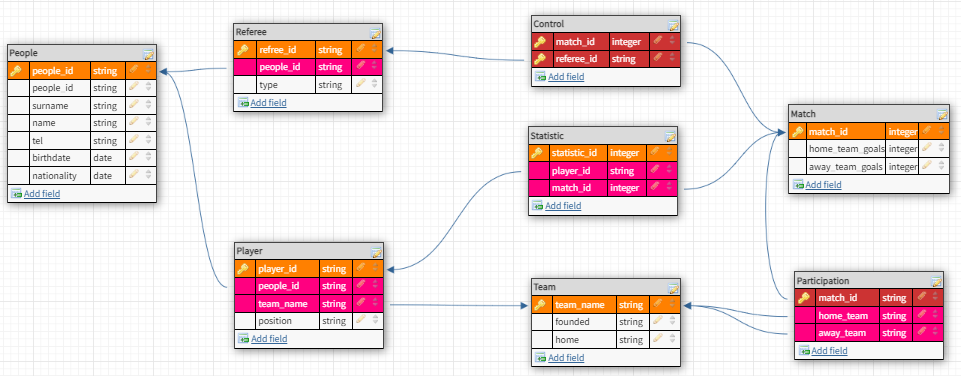 People
people_id string
people_id string
surname string
name string
tel string
birthdate date
nationality date
Add field
Referee
refree_id string
people_id string
type string
Add field
Control
match_id integer
referee_id string
Add field
Statistic
statistic_id integer
player_id string
match_id integer
Add field
Match
match_id integer
home_team_goals integer
away_team_goals integer
Add field
Player
player_id string
people_id string
team_name string
position string
Add field
Team
team_name string
founded string
home string
Add field
Participation
match_id string
home_team string
away_team string
Add field